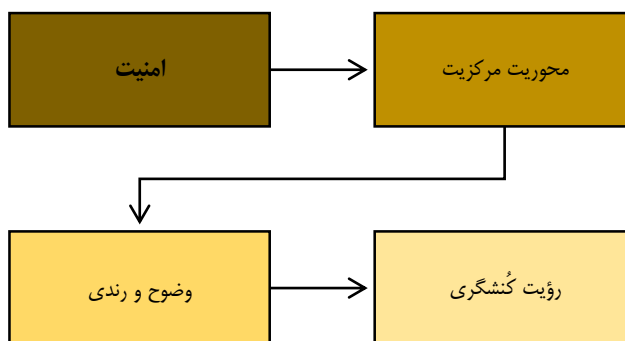 امنیت
محوریت مرکزیت
وضوح و رندی
رؤیت کُنشگری